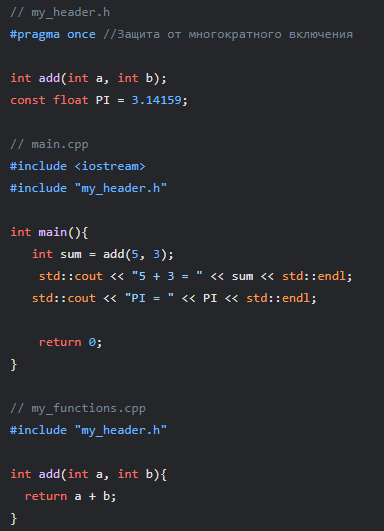 // my_header.h
#pragma once //Защита от многократного включения
int add(int a, int b);
const float PI = 3.14159;
// main.cpp
#include <iostream>
#include "my_header.h"
int main(){
int sum = add(5, 3);
std::cout << "5 + 3 = " << sum << std::endl;
std::cout << "PI = " << PI << std::endl;
return 0;
}
// my_functions.cpp
#include "my_header.h"
int add(int a, int b){
return a + b;
}